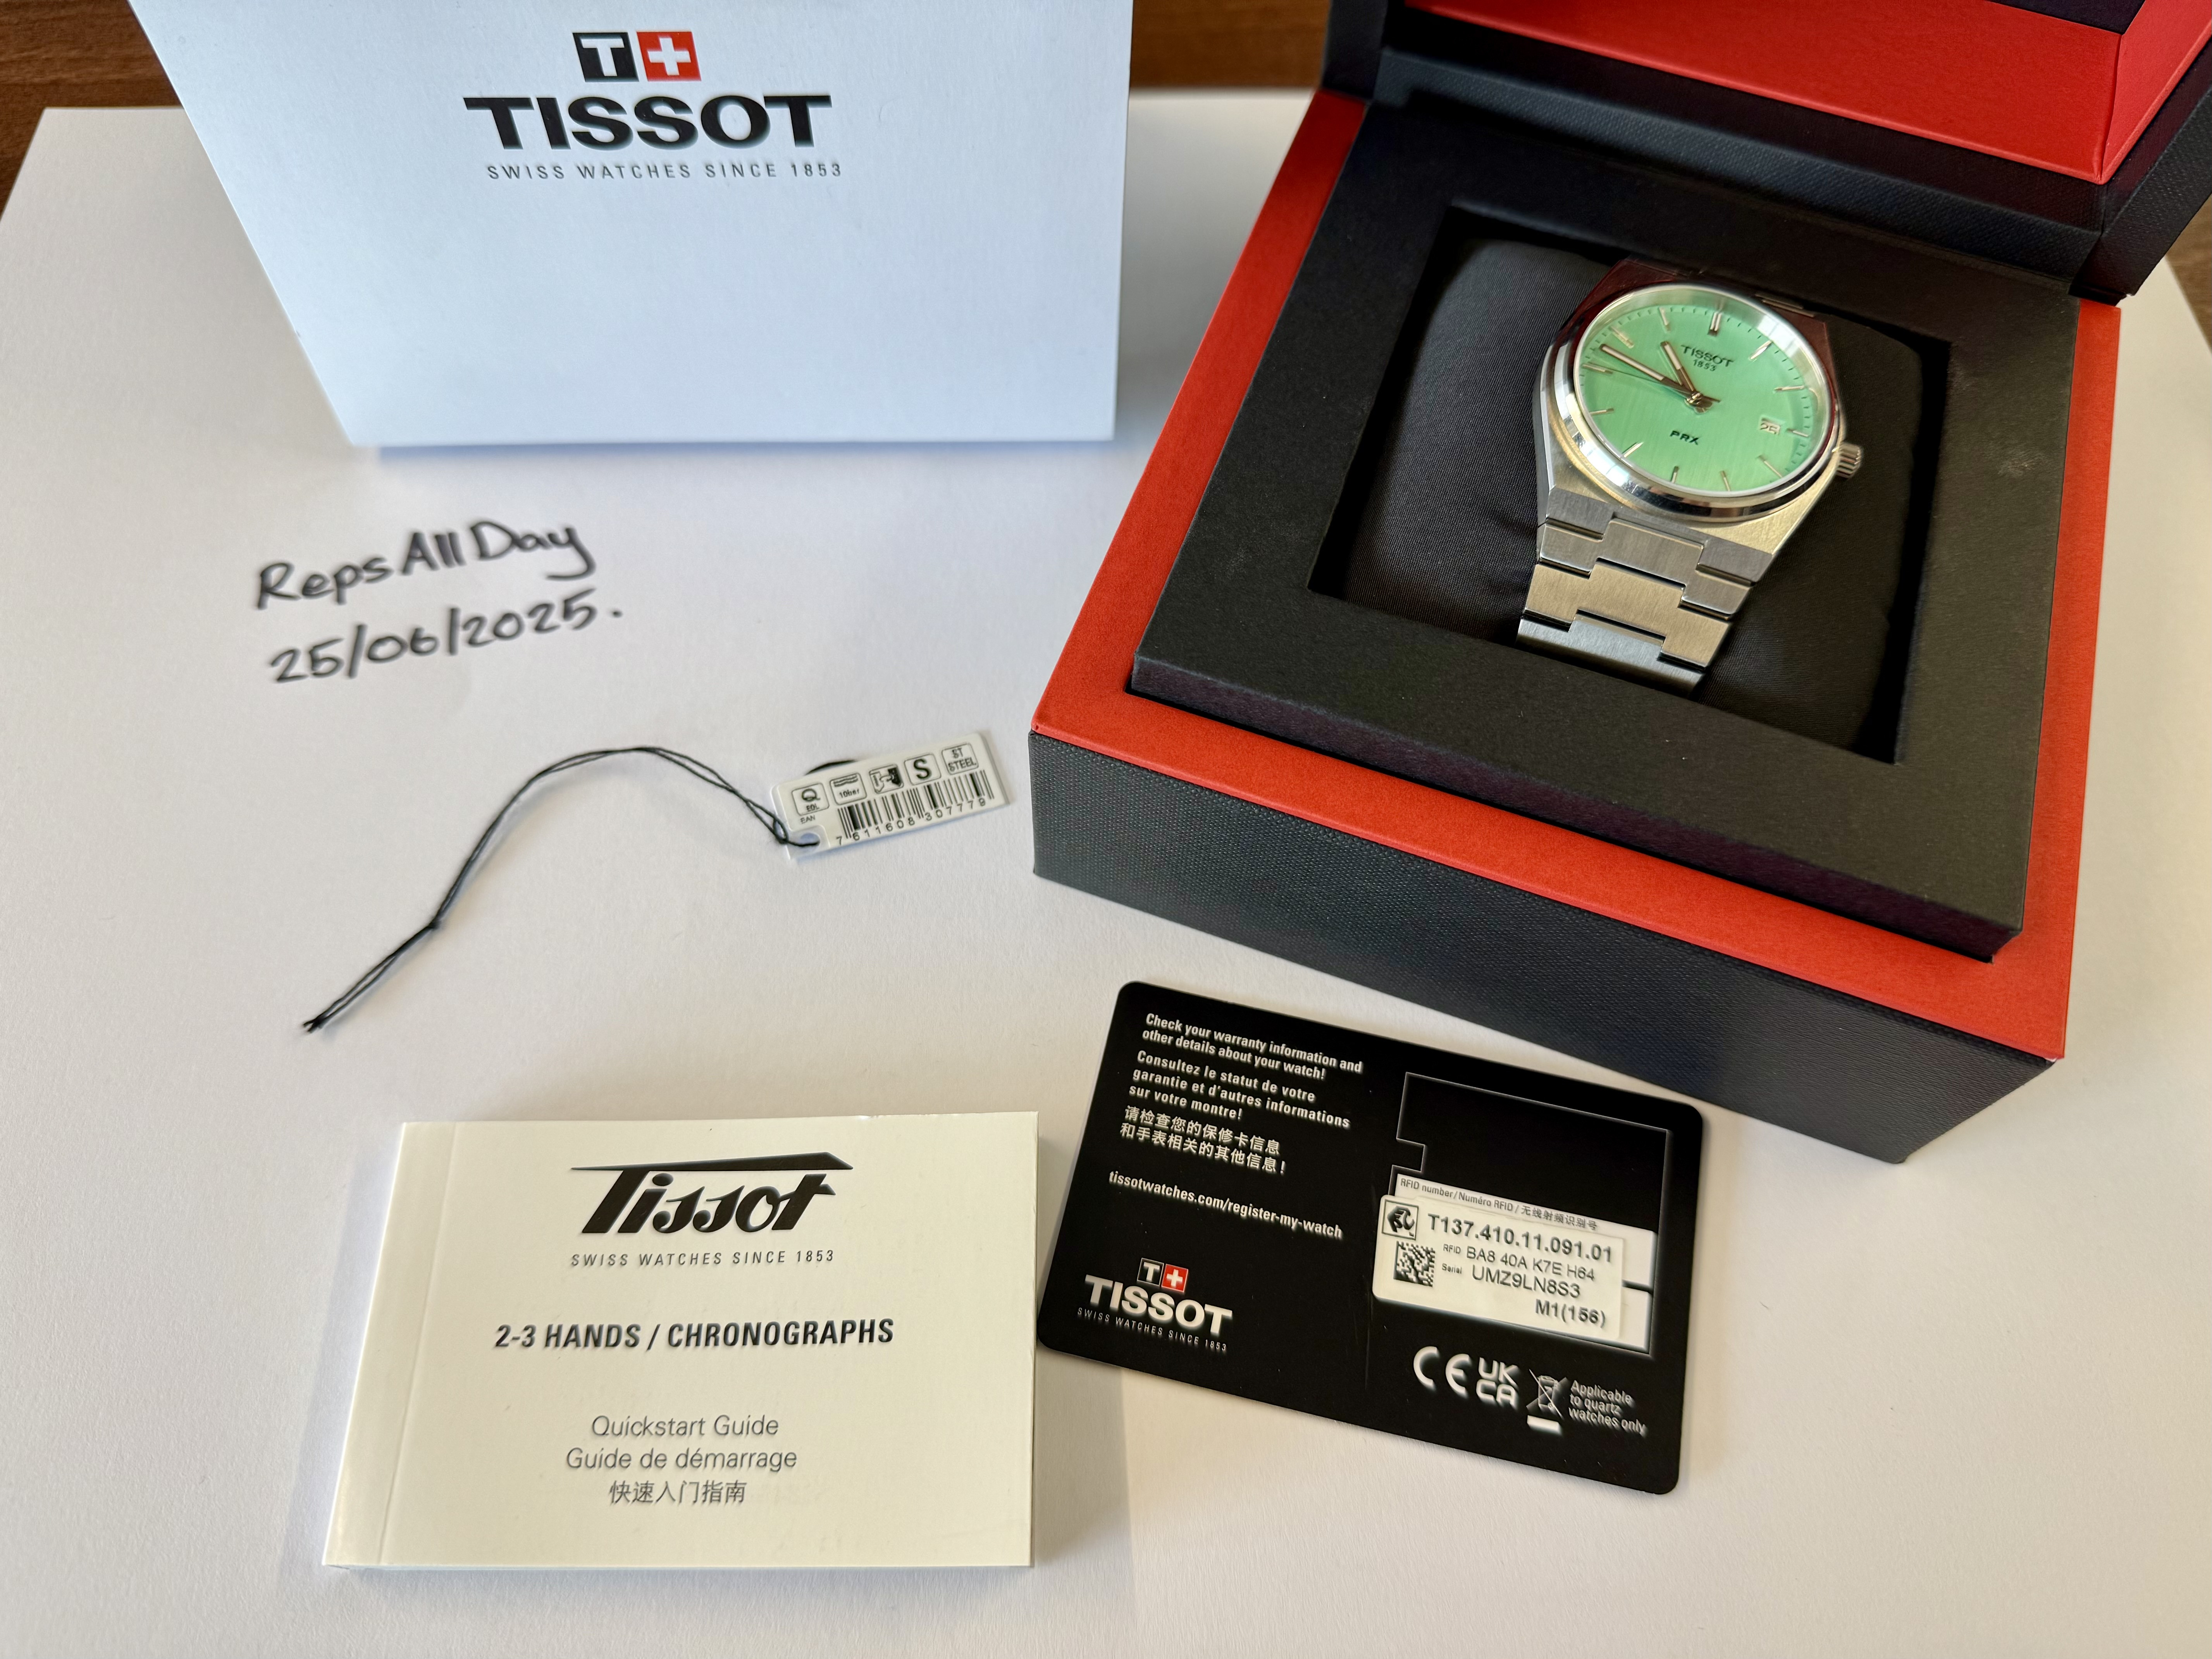 T+
TISSOT
SWISS WATCHES SINCE 1853
TISSOT
1853
PRX
25
Reps All Day
25/06/2025.
EOL
10bar
S
ST
STEEL
EAN
7 611608 307779
Tissot
SWISS WATCHES SINCE 1853
2-3 HANDS / CHRONOGRAPHS
Quickstart Guide
Guide de démarrage
快速入门指南
Check your warranty information and
other details about your watch!
Consultez le statut de votre
garantie et d'autres informations
sur votre montre!
请检查您的保修卡信息
和手表相关的其他信息!
tissotwatches.com/register-my-watch
T+
TISSOT
SWISS WATCHES SINCE 1853
RFID number / Numéro RFID / 无线射频识别号
T137.410.11.091.01
RFID BA8 40A K7E H64
Serial UMZ9LN8S3
M1(156)
CE UK
CA
Applicable
to quartz
watches only